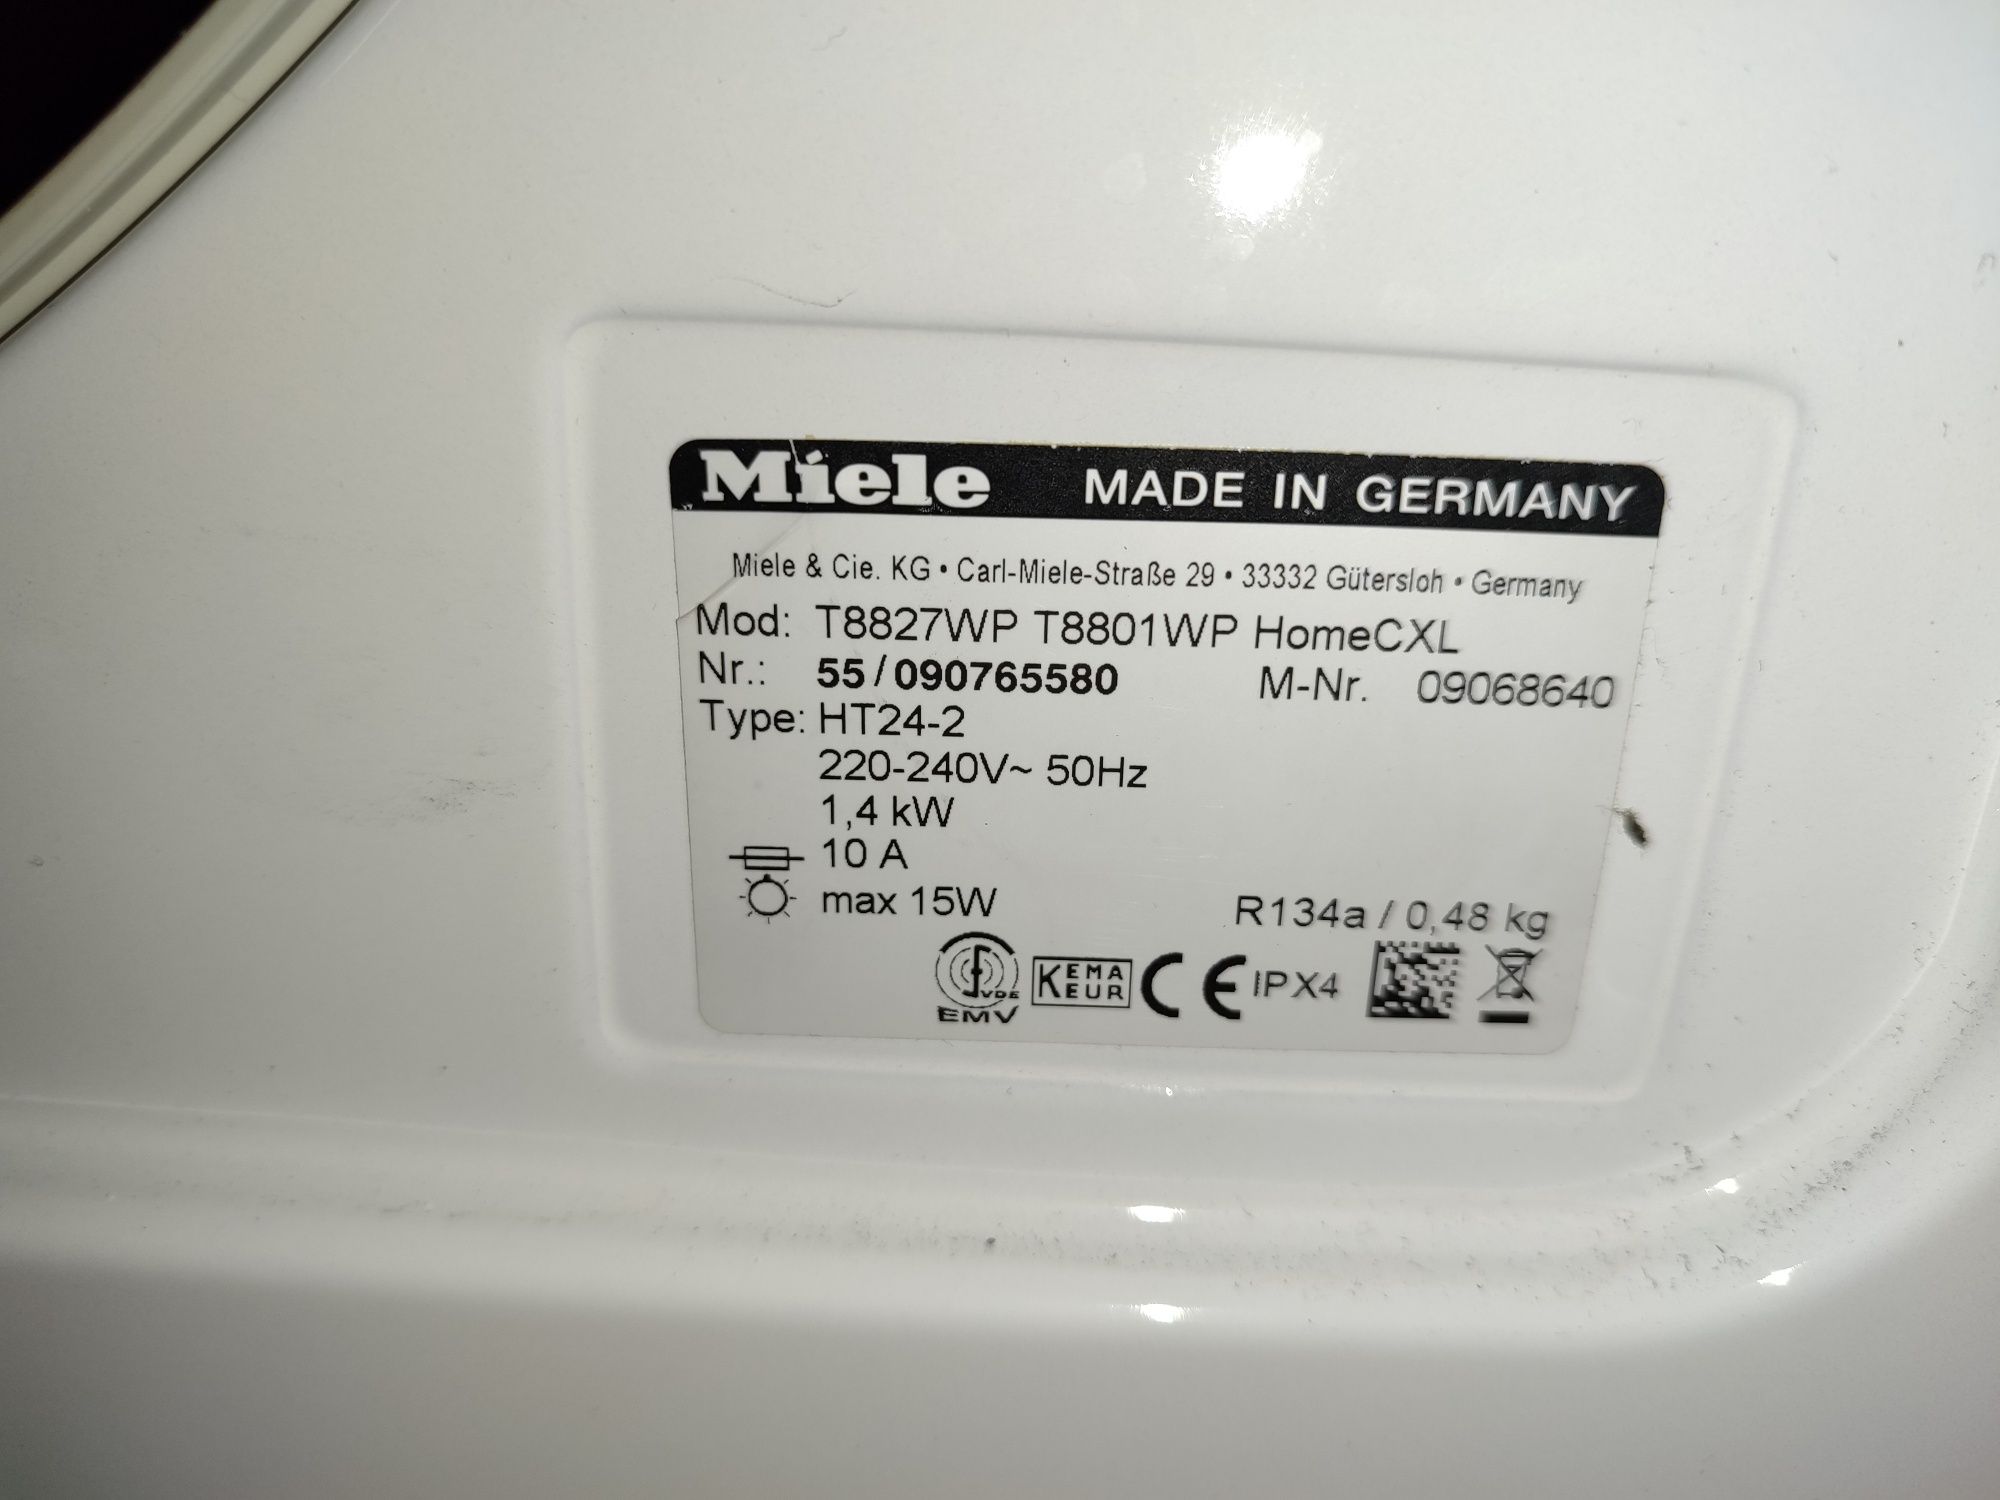 Miele MADE IN GERMANY
Miele & Cie. KG • Carl-Miele-Straße 29 • 33332 Gütersloh • Germany
Mod: T8827WP T8801WP HomeCXL
Nr.: 55/090765580 M-Nr. 09068640
Type: HT24-2
220-240V~ 50Hz
1,4 kW
10 A
max 15W R134a / 0,48 kg
VDE EMV KEMA KEUR CE IPX4